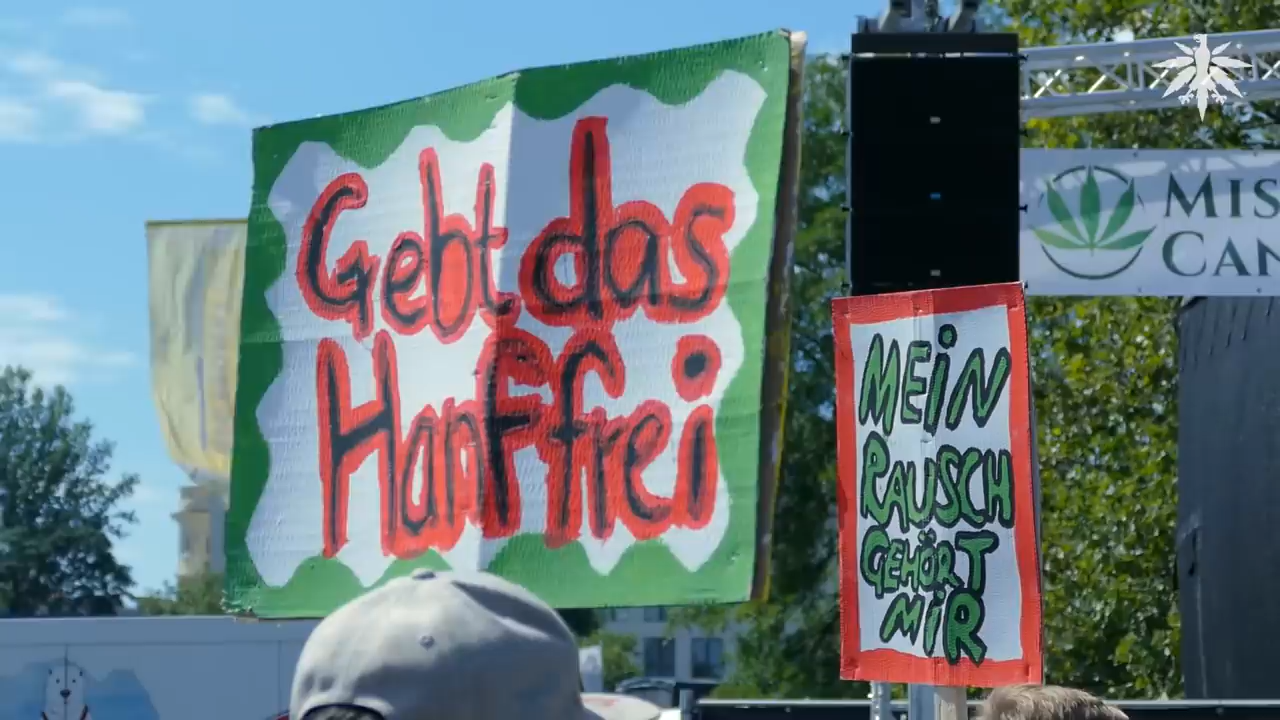 Gebt das
Hanf frei
MEIN
RAUSCH
GEHÖRT
MIR
MIS
CAN